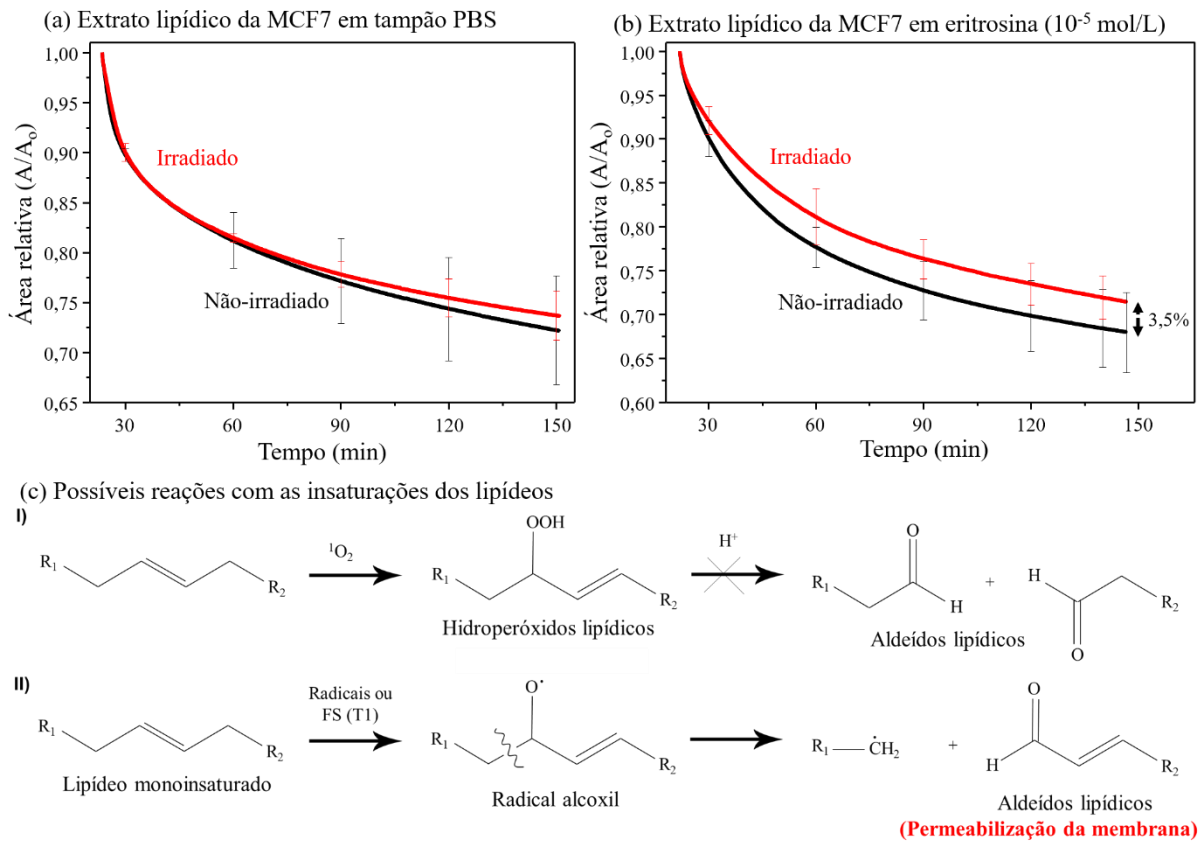 (a) Extrato lipídico da MCF7 em tampão PBS
1,00
0,95
0,90
0,85
0,80
0,75
0,70
0,65
Área relativa (A/A₀)
Irradiado
Não-irradiado
30 60 90 120 150
Tempo (min)
(b) Extrato lipídico da MCF7 em eritrosina (10⁻⁵ mol/L)
1,00
0,95
0,90
0,85
0,80
0,75
0,70
0,65
0,60
Área relativa (A/A₀)
Irradiado
Não-irradiado
3,5%
30 60 90 120 150
Tempo (min)
(c) Possíveis reações com as insaturações dos lipídeos
I)
R₁ R₂
¹O₂
OOH
R₁ R₂
Hidroperóxidos lipídicos
H⁺
O
R₁ H
+
H O R₂
Aldeídos lipídicos
II)
R₁ R₂
Lipídeo monoinsaturado
Radicais ou
FS (T1)
O·
R₁ R₂
Radical alcoxil
R₁—ĊH₂
+
O
H R₂
Aldeídos lipídicos
(Permeabilização da membrana)